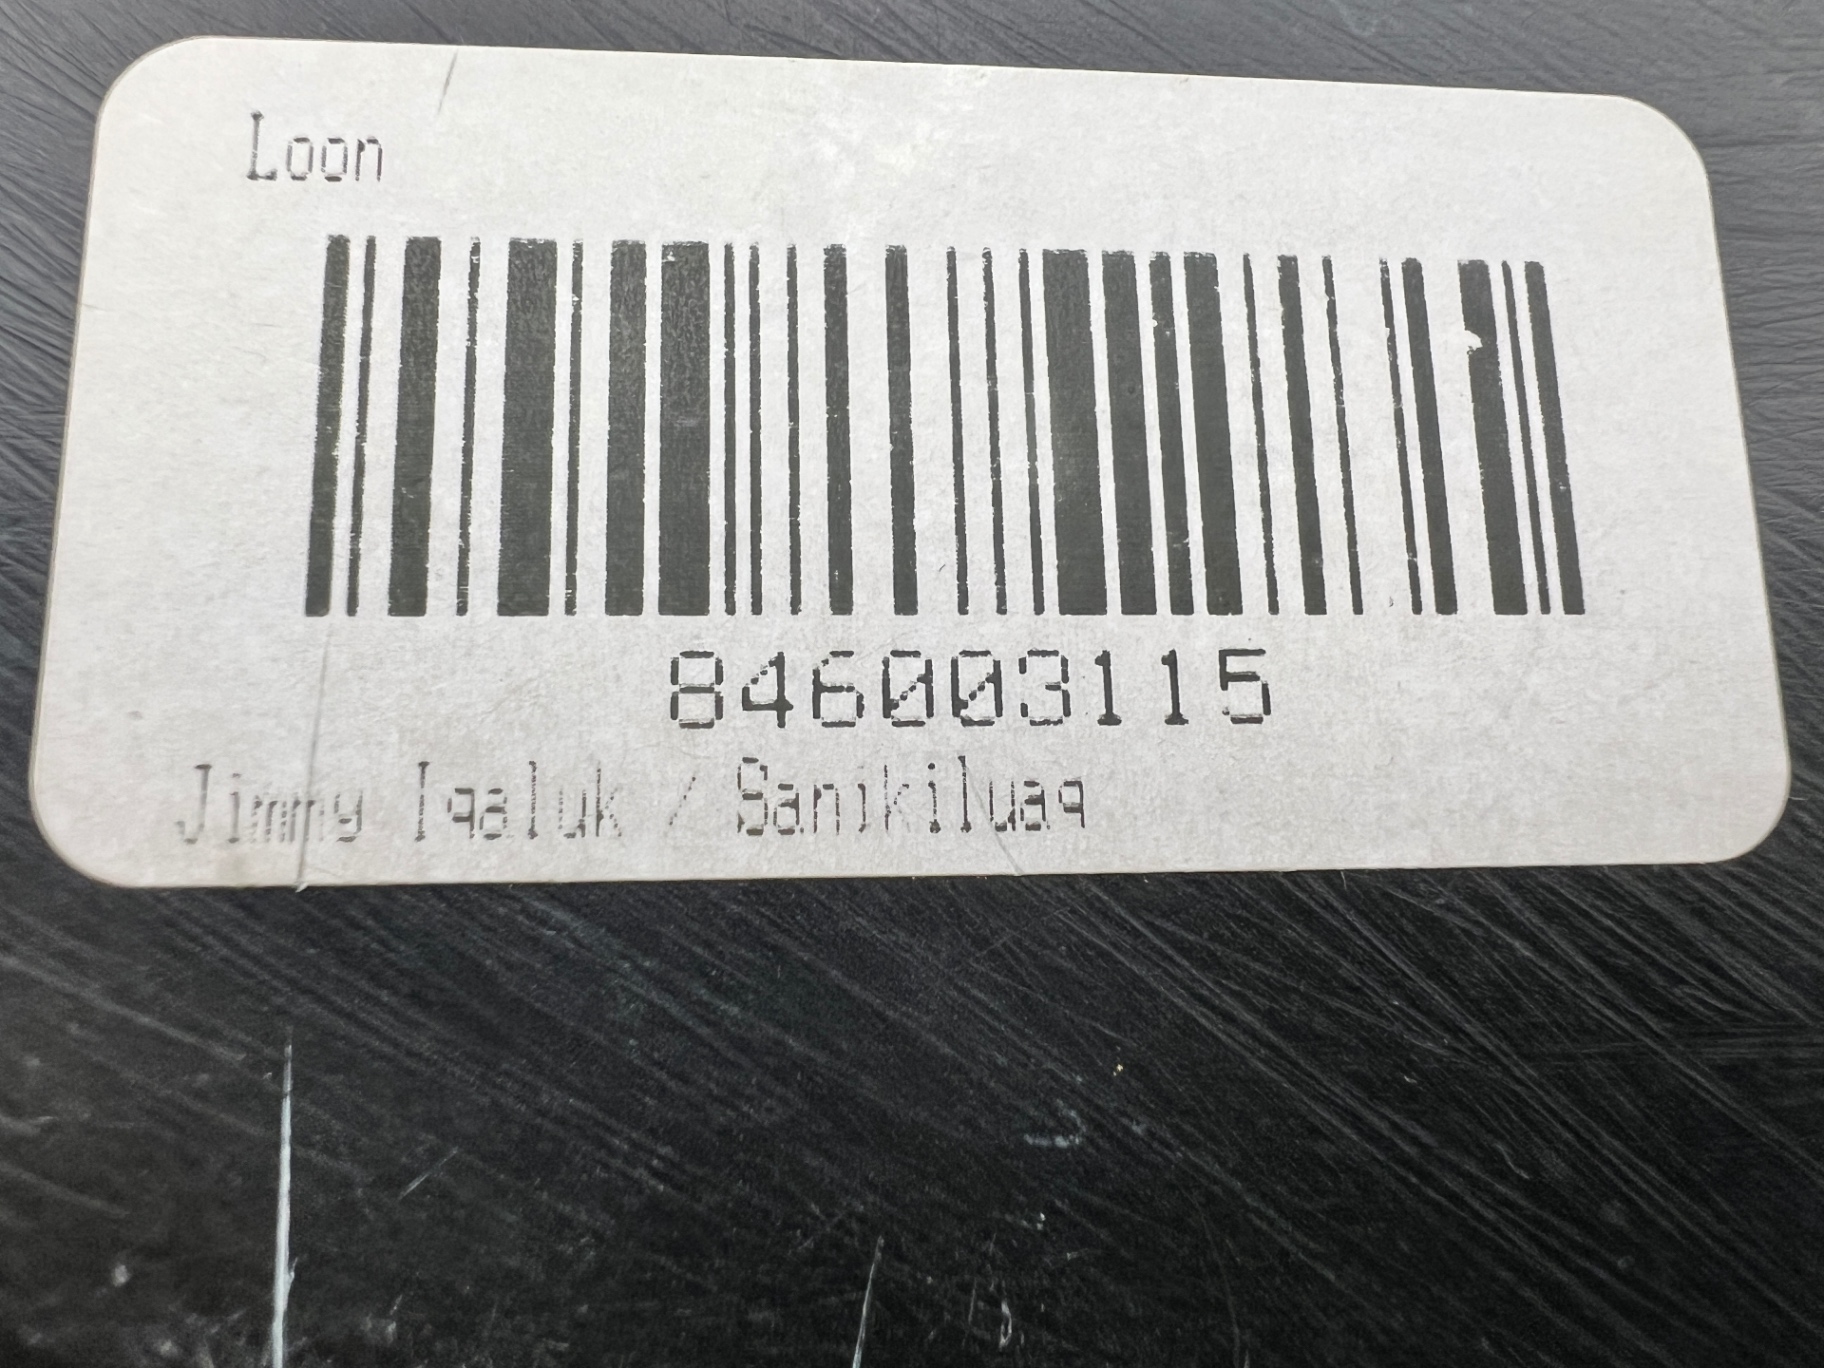 Loon
846003115
Jimmy Iqaluk / Sanikiluaq